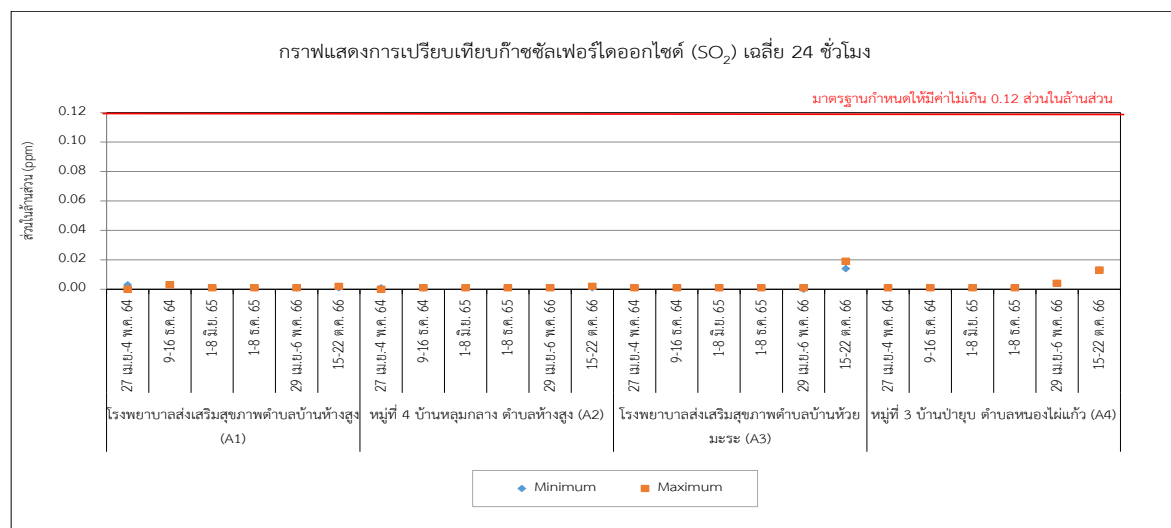 กราฟแสดงการเปรียบเทียบก๊าซซัลเฟอร์ไดออกไซด์ (SO2) เฉลี่ย 24 ชั่วโมง
มาตรฐานกำหนดให้มีค่าไม่เกิน 0.12 ส่วนในล้านส่วน
ส่วนในล้านส่วน (ppm)
0.12
0.10
0.08
0.06
0.04
0.02
0.00
27 เม.ย.-4 พ.ค. 64
9-16 ธ.ค. 64
1-8 มิ.ย. 65
1-8 ธ.ค. 65
29 เม.ย.-6 พ.ค. 66
15-22 ต.ค. 66
27 เม.ย.-4 พ.ค. 64
9-16 ธ.ค. 64
1-8 มิ.ย. 65
1-8 ธ.ค. 65
29 เม.ย.-6 พ.ค. 66
15-22 ต.ค. 66
27 เม.ย.-4 พ.ค. 64
9-16 ธ.ค. 64
1-8 มิ.ย. 65
1-8 ธ.ค. 65
29 เม.ย.-6 พ.ค. 66
15-22 ต.ค. 66
27 เม.ย.-4 พ.ค. 64
9-16 ธ.ค. 64
1-8 มิ.ย. 65
1-8 ธ.ค. 65
29 เม.ย.-6 พ.ค. 66
15-22 ต.ค. 66
โรงพยาบาลส่งเสริมสุขภาพตำบลบ้านห้างสูง
(A1)
หมู่ที่ 4 บ้านหลุมกลาง ตำบลห้างสูง (A2)
โรงพยาบาลส่งเสริมสุขภาพตำบลบ้านห้วย
มะระ (A3)
หมู่ที่ 3 บ้านป่ายุบ ตำบลหนองไผ่แก้ว (A4)
Minimum
Maximum